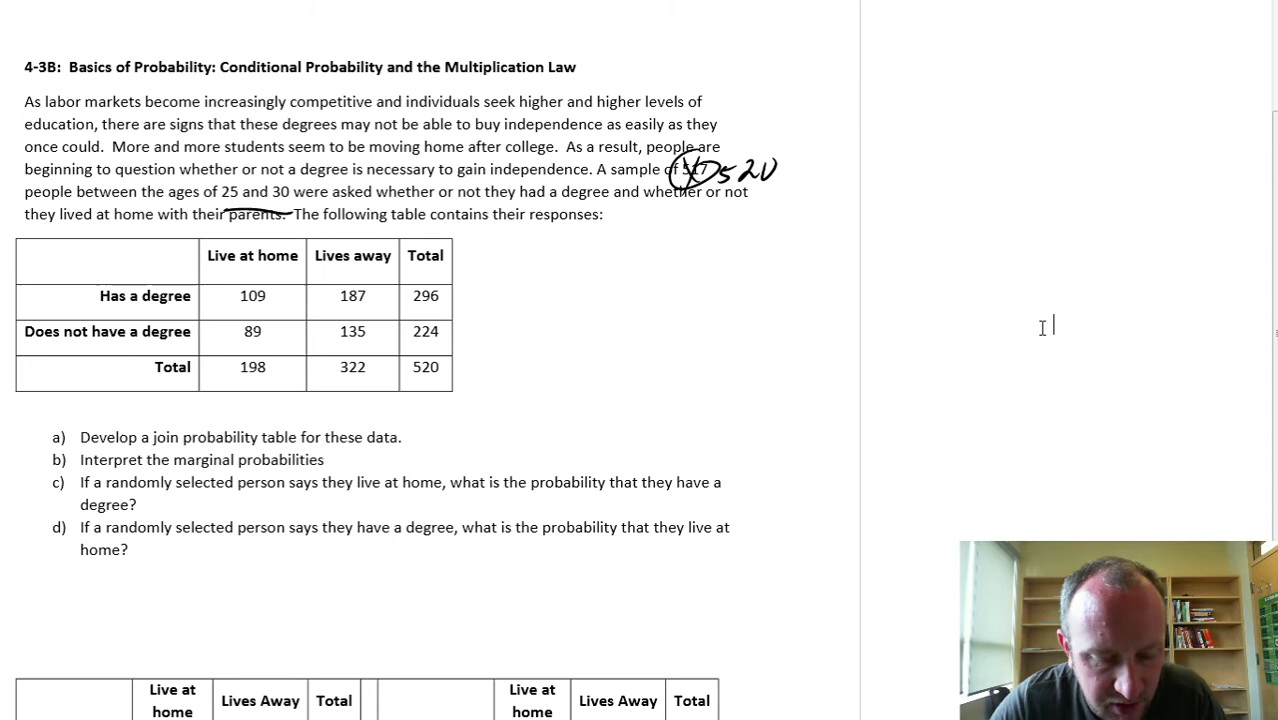 4-3B: Basics of Probability: Conditional Probability and the Multiplication Law
As labor markets become increasingly competitive and individuals seek higher and higher levels of
education, there are signs that these degrees may not be able to buy independence as easily as they
once could. More and more students seem to be moving home after college. As a result, people are
beginning to question whether or not a degree is necessary to gain independence. A sample of 517 520
people between the ages of 25 and 30 were asked whether or not they had a degree and whether or not
they lived at home with their parents. The following table contains their responses:
Live at home Lives away Total
Has a degree 109 187 296
Does not have a degree 89 135 224
Total 198 322 520
a) Develop a join probability table for these data.
b) Interpret the marginal probabilities
c) If a randomly selected person says they live at home, what is the probability that they have a
degree?
d) If a randomly selected person says they have a degree, what is the probability that they live at
home?
Live at
home Lives Away Total
Live at
home Lives Away Total